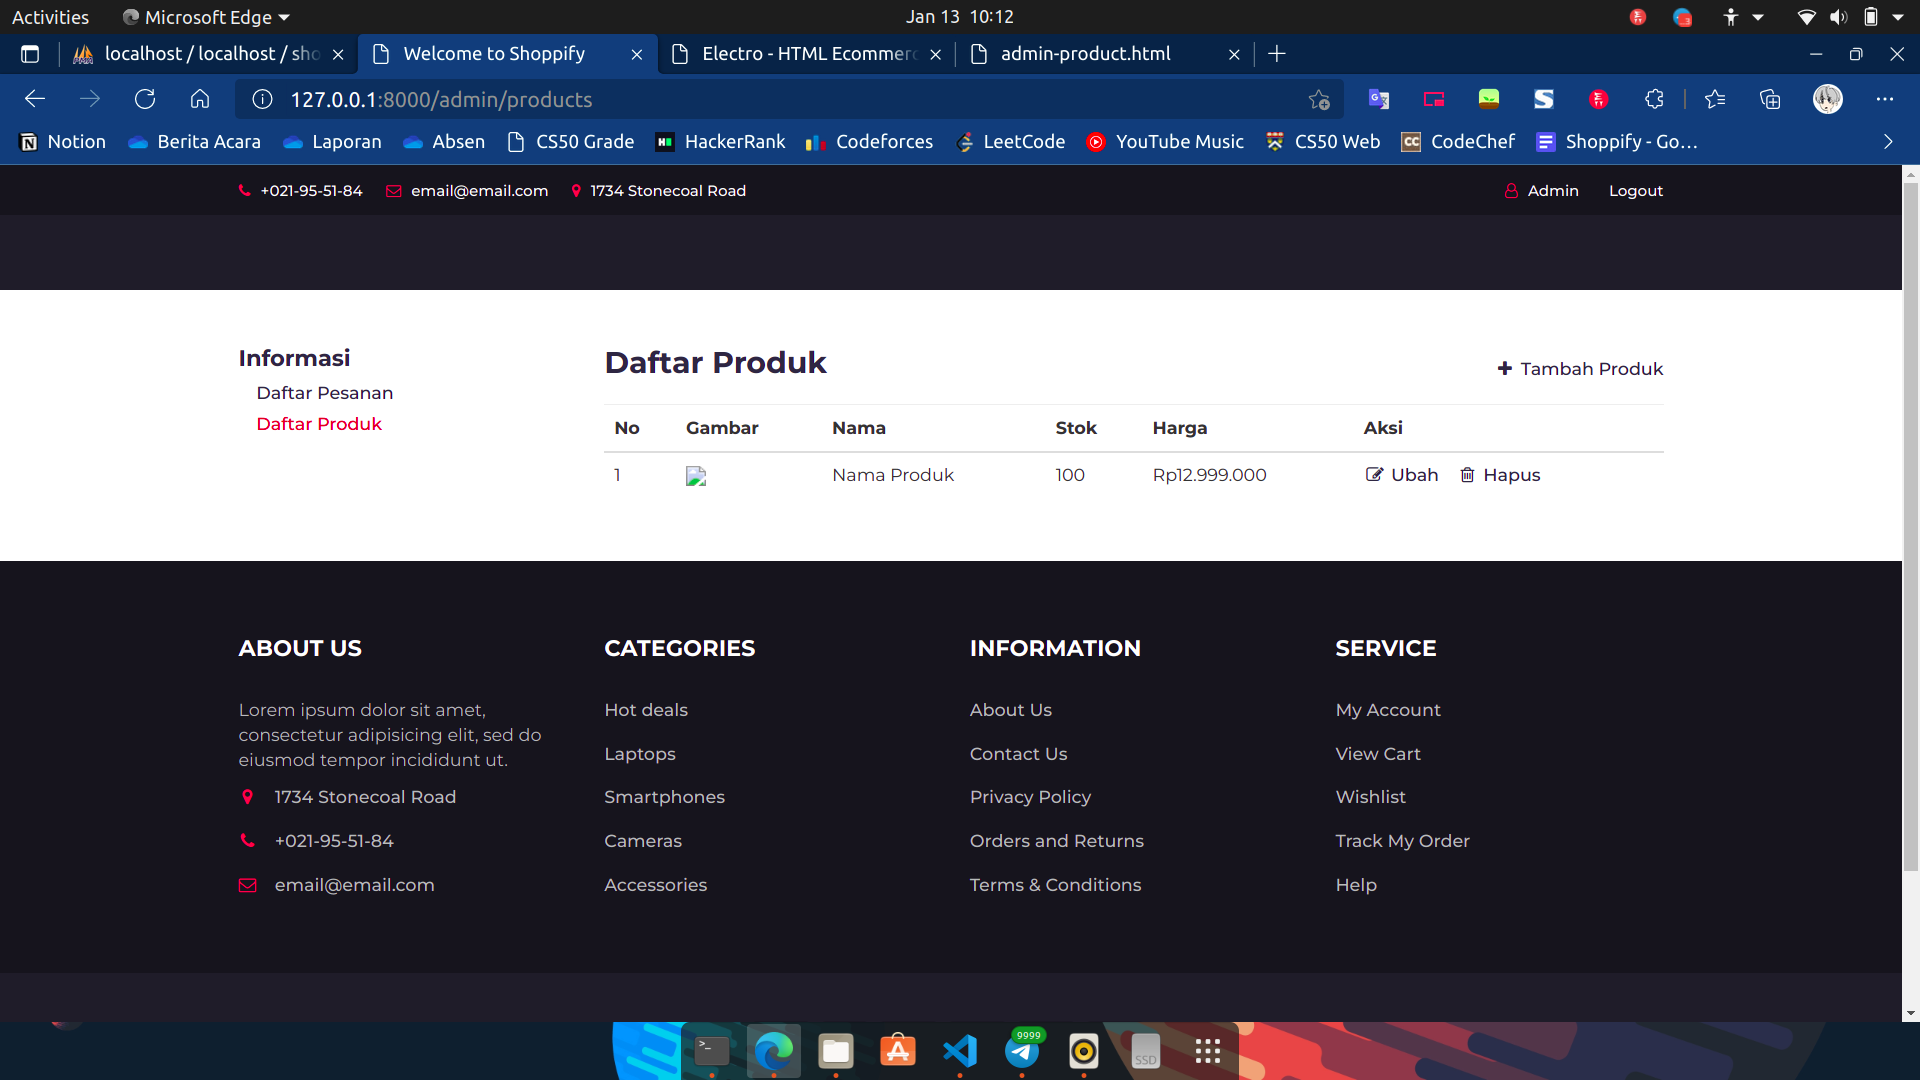 Activities Microsoft Edge Jan 13 10:12
localhost / localhost / sho Welcome to Shoppify Electro - HTML Ecommerc admin-product.html
127.0.0.1:8000/admin/products
Notion Berita Acara Laporan Absen CS50 Grade HackerRank Codeforces LeetCode YouTube Music CS50 Web CodeChef Shoppify - Go...
+021-95-51-84 email@email.com 1734 Stonecoal Road Admin Logout
Informasi
Daftar Pesanan
Daftar Produk
Daftar Produk
Tambah Produk
No Gambar Nama Stok Harga Aksi
1 Nama Produk 100 Rp12.999.000 Ubah Hapus
ABOUT US
Lorem ipsum dolor sit amet,
consectetur adipisicing elit, sed do
eiusmod tempor incididunt ut.
1734 Stonecoal Road
+021-95-51-84
email@email.com
CATEGORIES
Hot deals
Laptops
Smartphones
Cameras
Accessories
INFORMATION
About Us
Contact Us
Privacy Policy
Orders and Returns
Terms & Conditions
SERVICE
My Account
View Cart
Wishlist
Track My Order
Help
9999
SSD